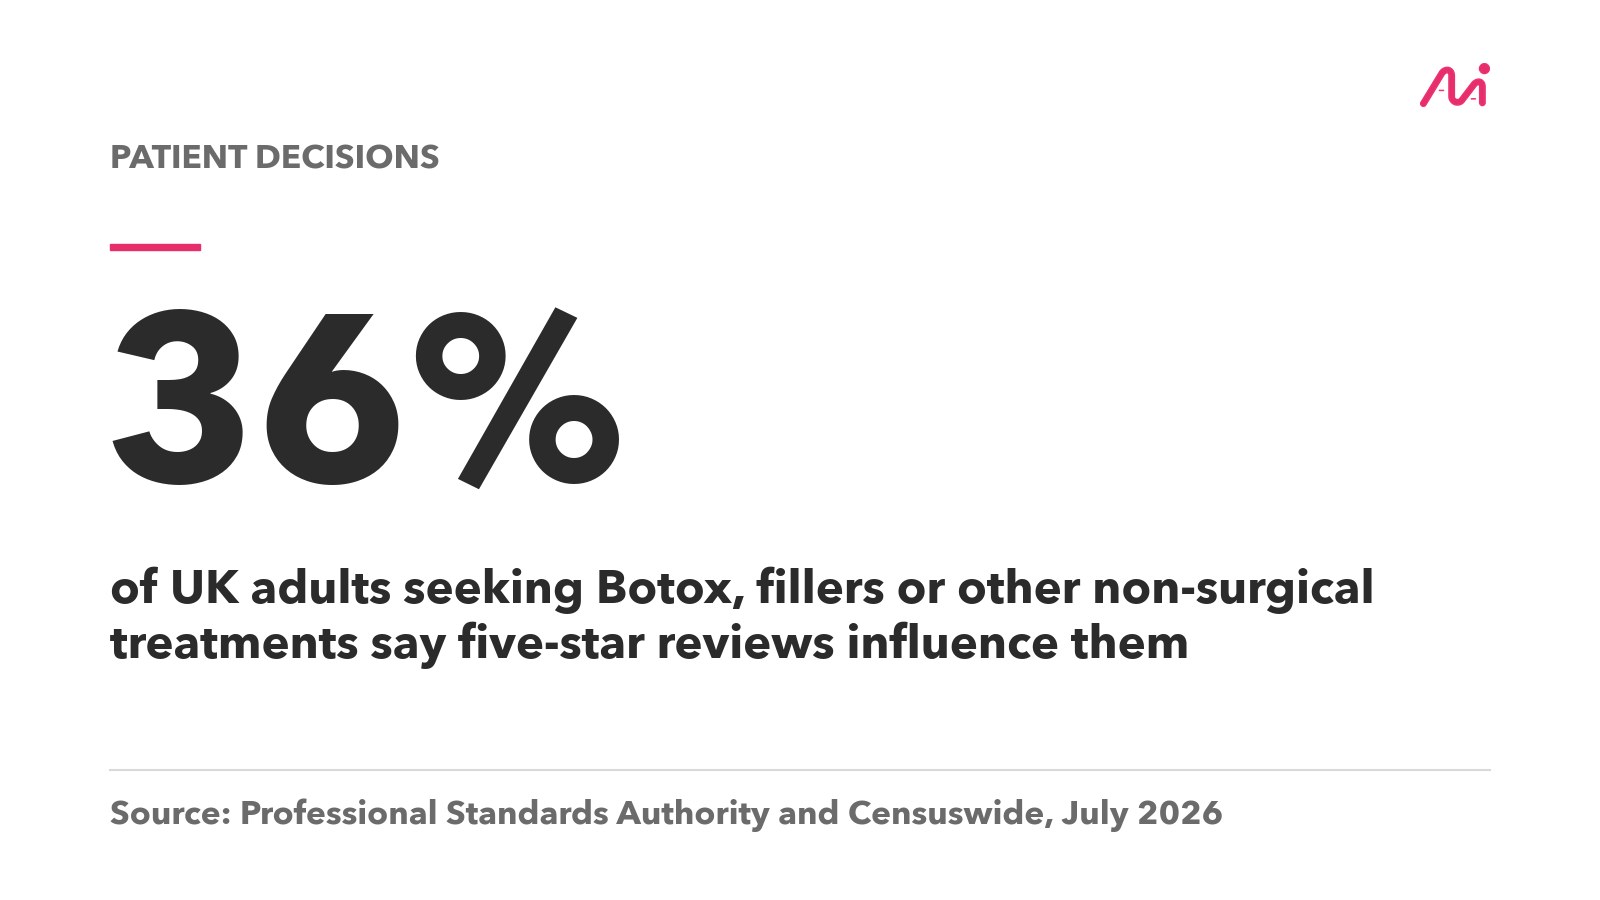 PATIENT DECISIONS
36%
of UK adults seeking Botox, fillers or other non-surgical
treatments say five-star reviews influence them
Source: Professional Standards Authority and Censuswide, July 2026